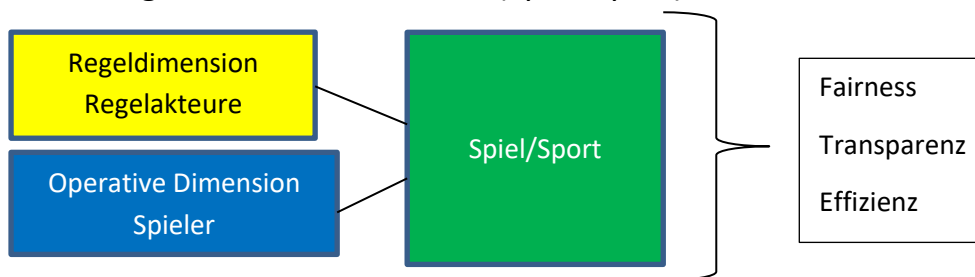 Regeldimension
Regelakteure
Operative Dimension
Spieler
Spiel/Sport
Fairness
Transparenz
Effizienz